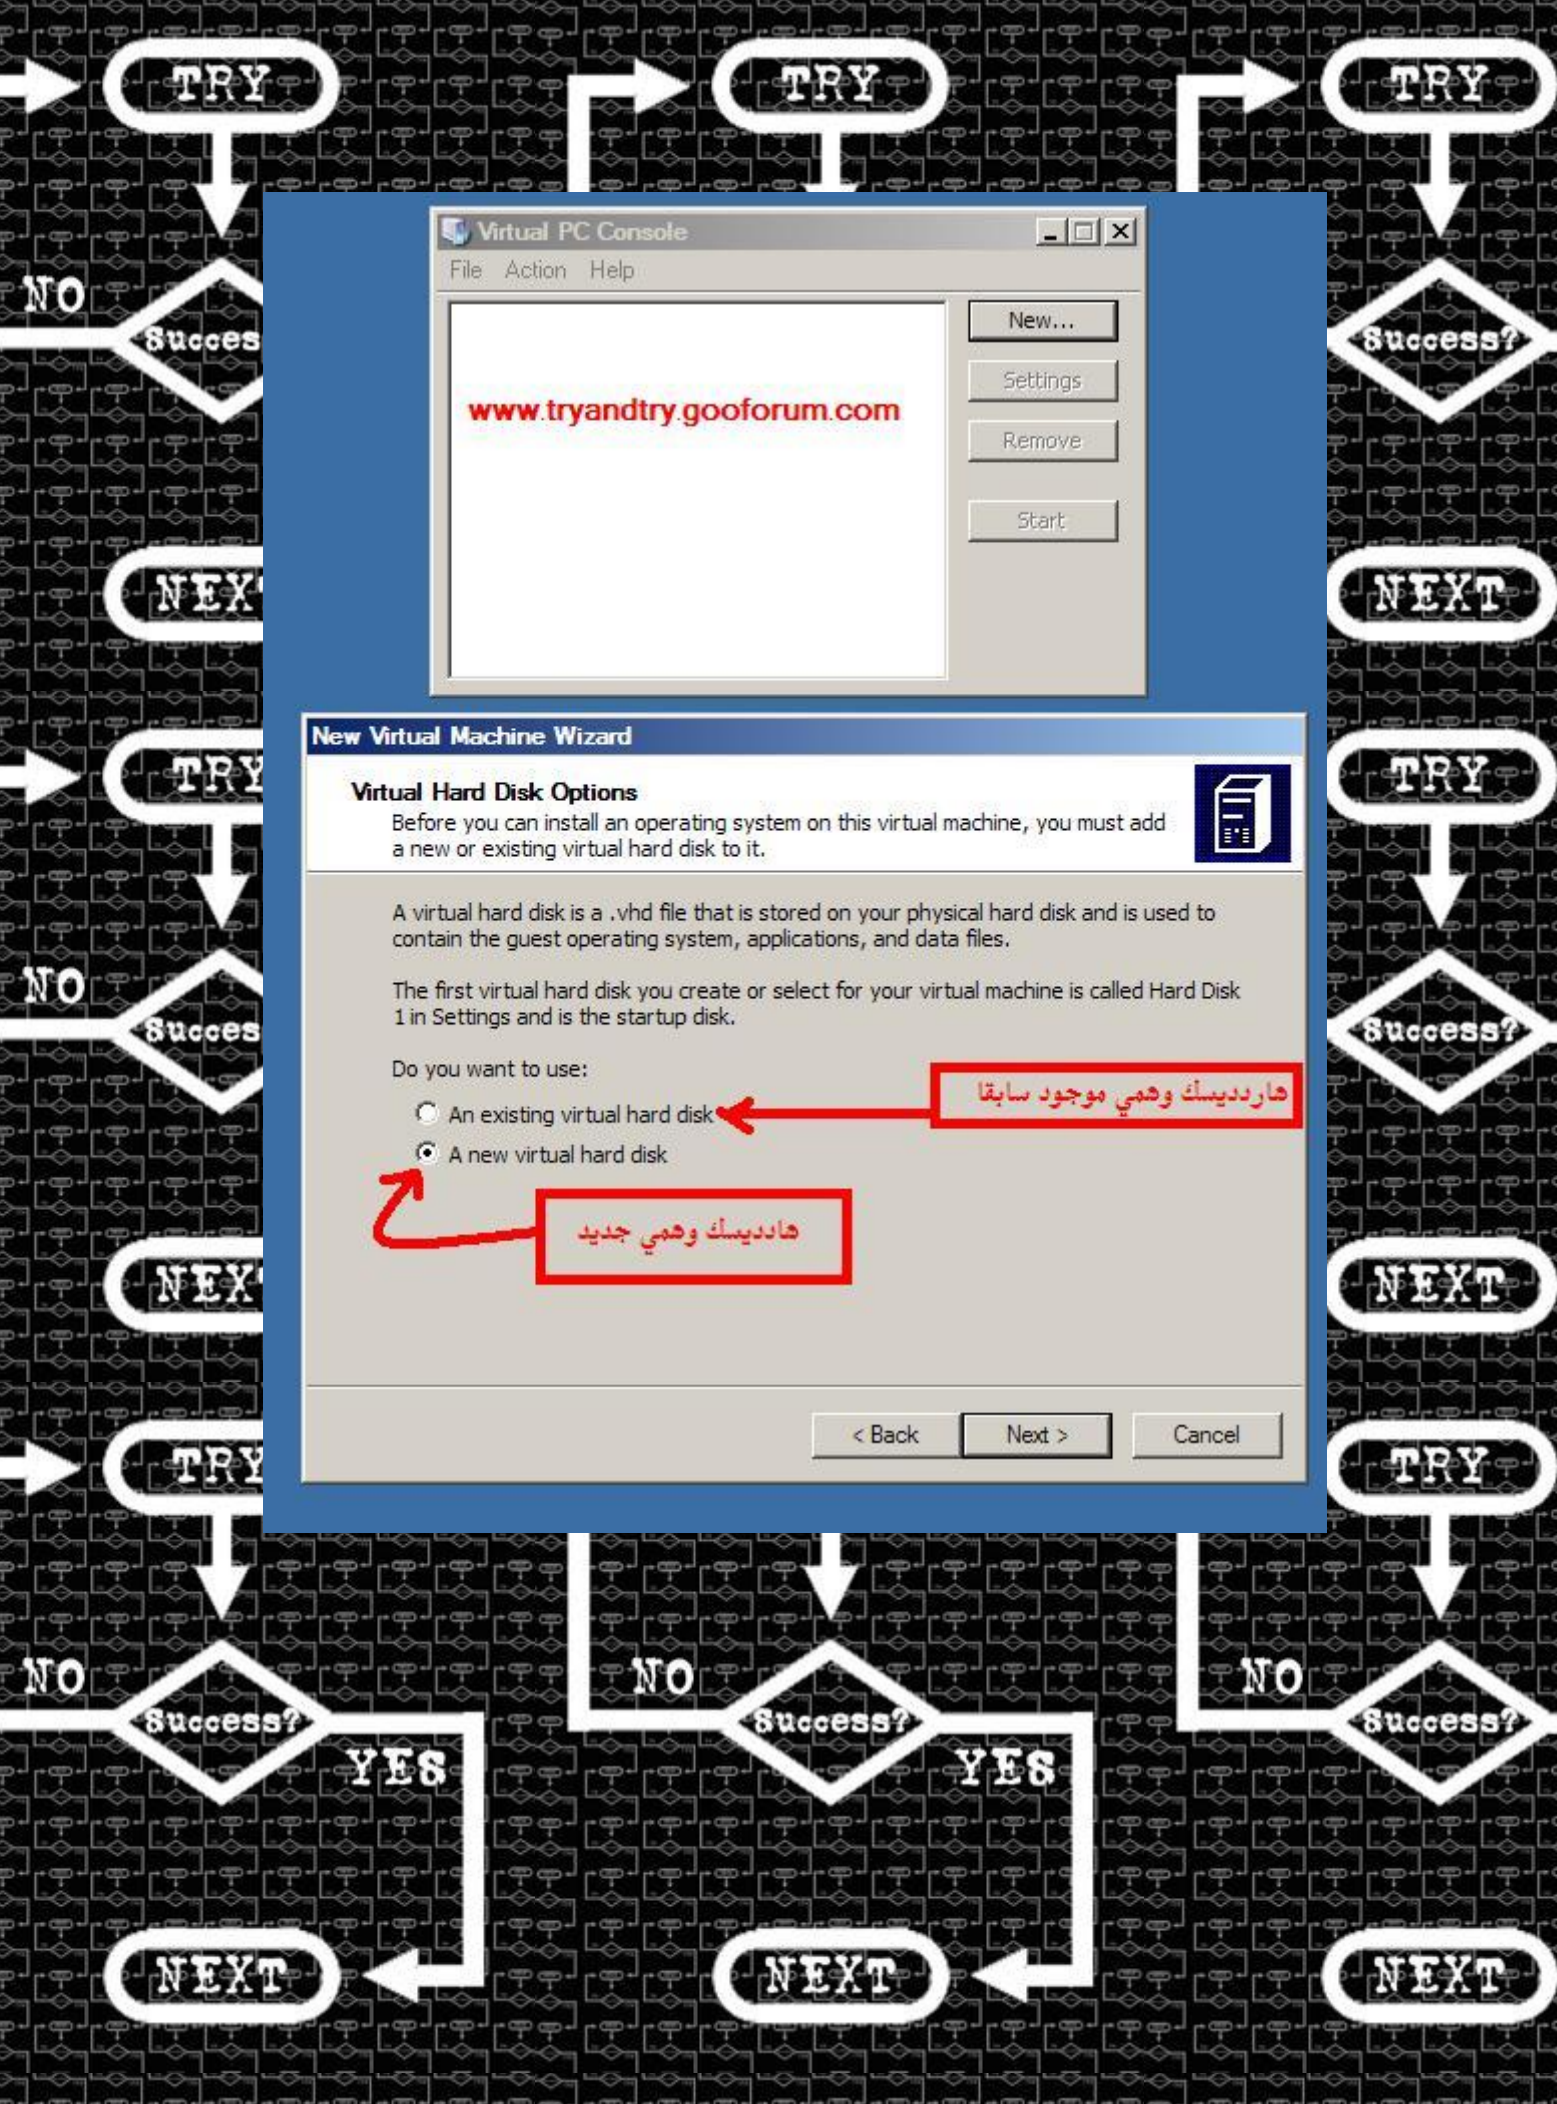 TRY
TRY
TRY
Virtual PC Console
File Action Help
NO
Succes
Success?
New...
Settings
www.tryandtry.gooforum.com
Remove
Start
NEX
NEXT
New Virtual Machine Wizard
TRY
TRY
Virtual Hard Disk Options
Before you can install an operating system on this virtual machine, you must add
a new or existing virtual hard disk to it.
A virtual hard disk is a .vhd file that is stored on your physical hard disk and is used to
contain the guest operating system, applications, and data files.
NO
The first virtual hard disk you create or select for your virtual machine is called Hard Disk
1 in Settings and is the startup disk.
Succes
Success?
Do you want to use:
هارددیسك وهمي موجود سابقا
An existing virtual hard disk
A new virtual hard disk
هاددیسك وهمي جديد
NEX
NEXT
< Back Next > Cancel
TRY
TRY
NO
NO
NO
Success?
Success?
Success?
YES
YES
NEXT
NEXT
NEXT